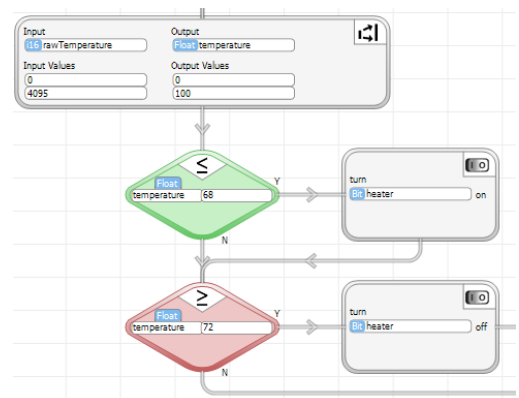 Input Output
i16 rawTemperature Float temperature
Input Values Output Values
0 0
4095 100
≤
Float
temperature 68
Y
N
turn
Bit heater on
I O
≥
Float
temperature 72
Y
N
turn
Bit heater off
I O